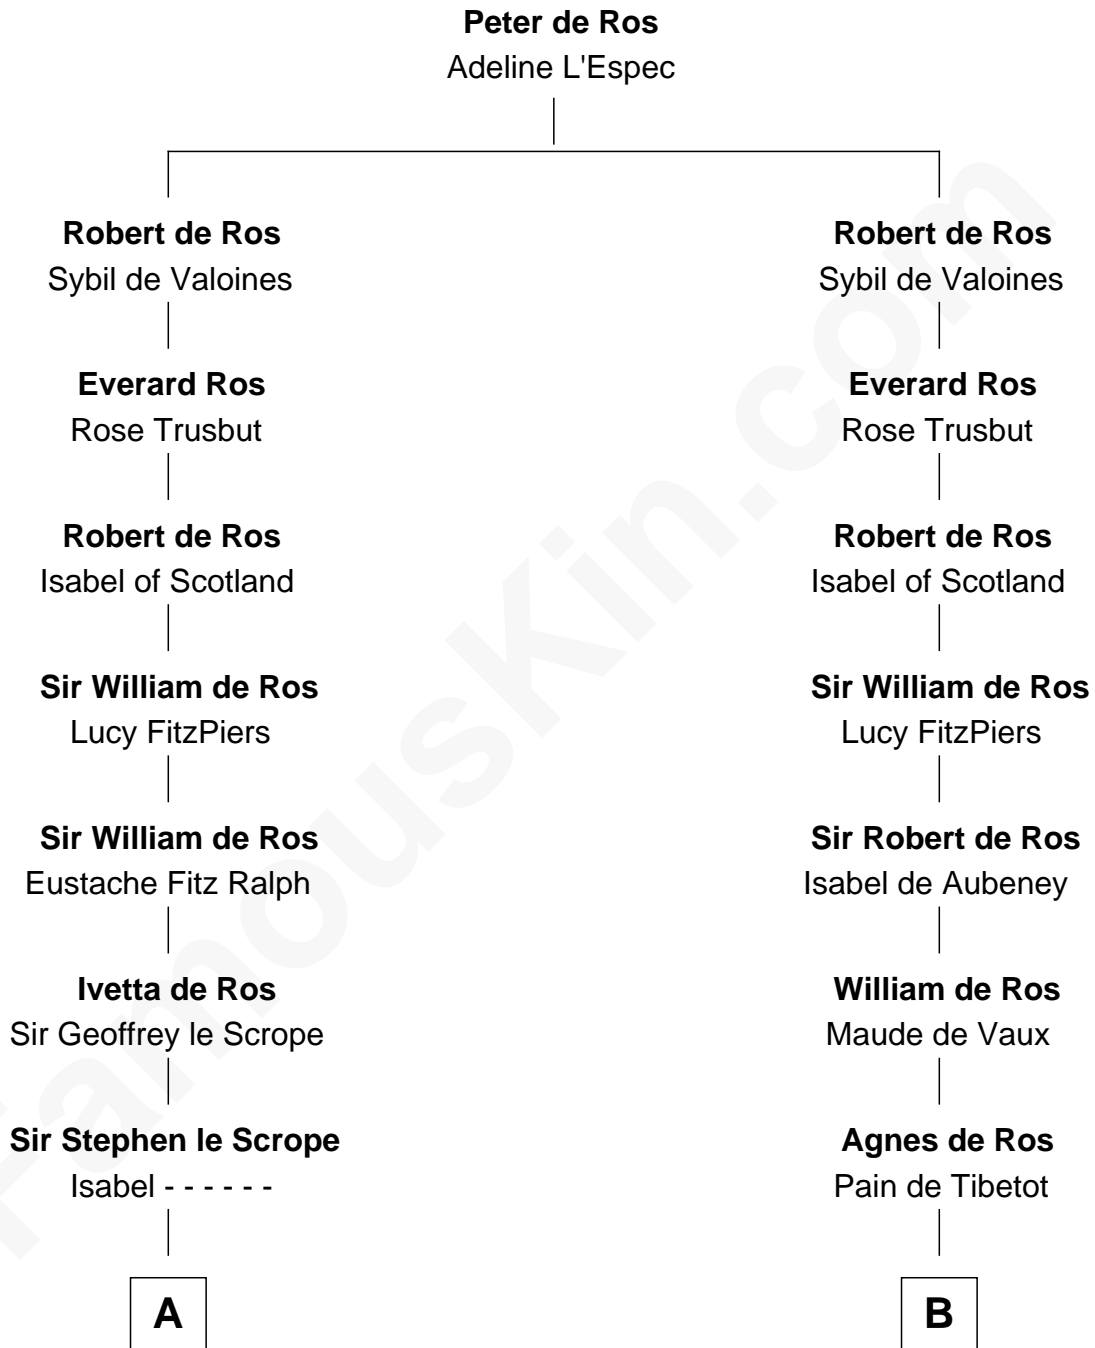 Peter de Ros
Adeline L'Espec
Robert de Ros
Sybil de Valoines
Robert de Ros
Sybil de Valoines
Everard Ros
Rose Trusbut
Everard Ros
Rose Trusbut
Robert de Ros
Isabel of Scotland
Robert de Ros
Isabel of Scotland
Sir William de Ros
Lucy FitzPiers
Sir William de Ros
Lucy FitzPiers
Sir William de Ros
Eustache Fitz Ralph
Sir Robert de Ros
Isabel de Aubeney
Ivetta de Ros
Sir Geoffrey le Scrope
William de Ros
Maude de Vaux
Sir Stephen le Scrope
Isabel - - - - - -
Agnes de Ros
Pain de Tibetot
A
B
FamousKin.com